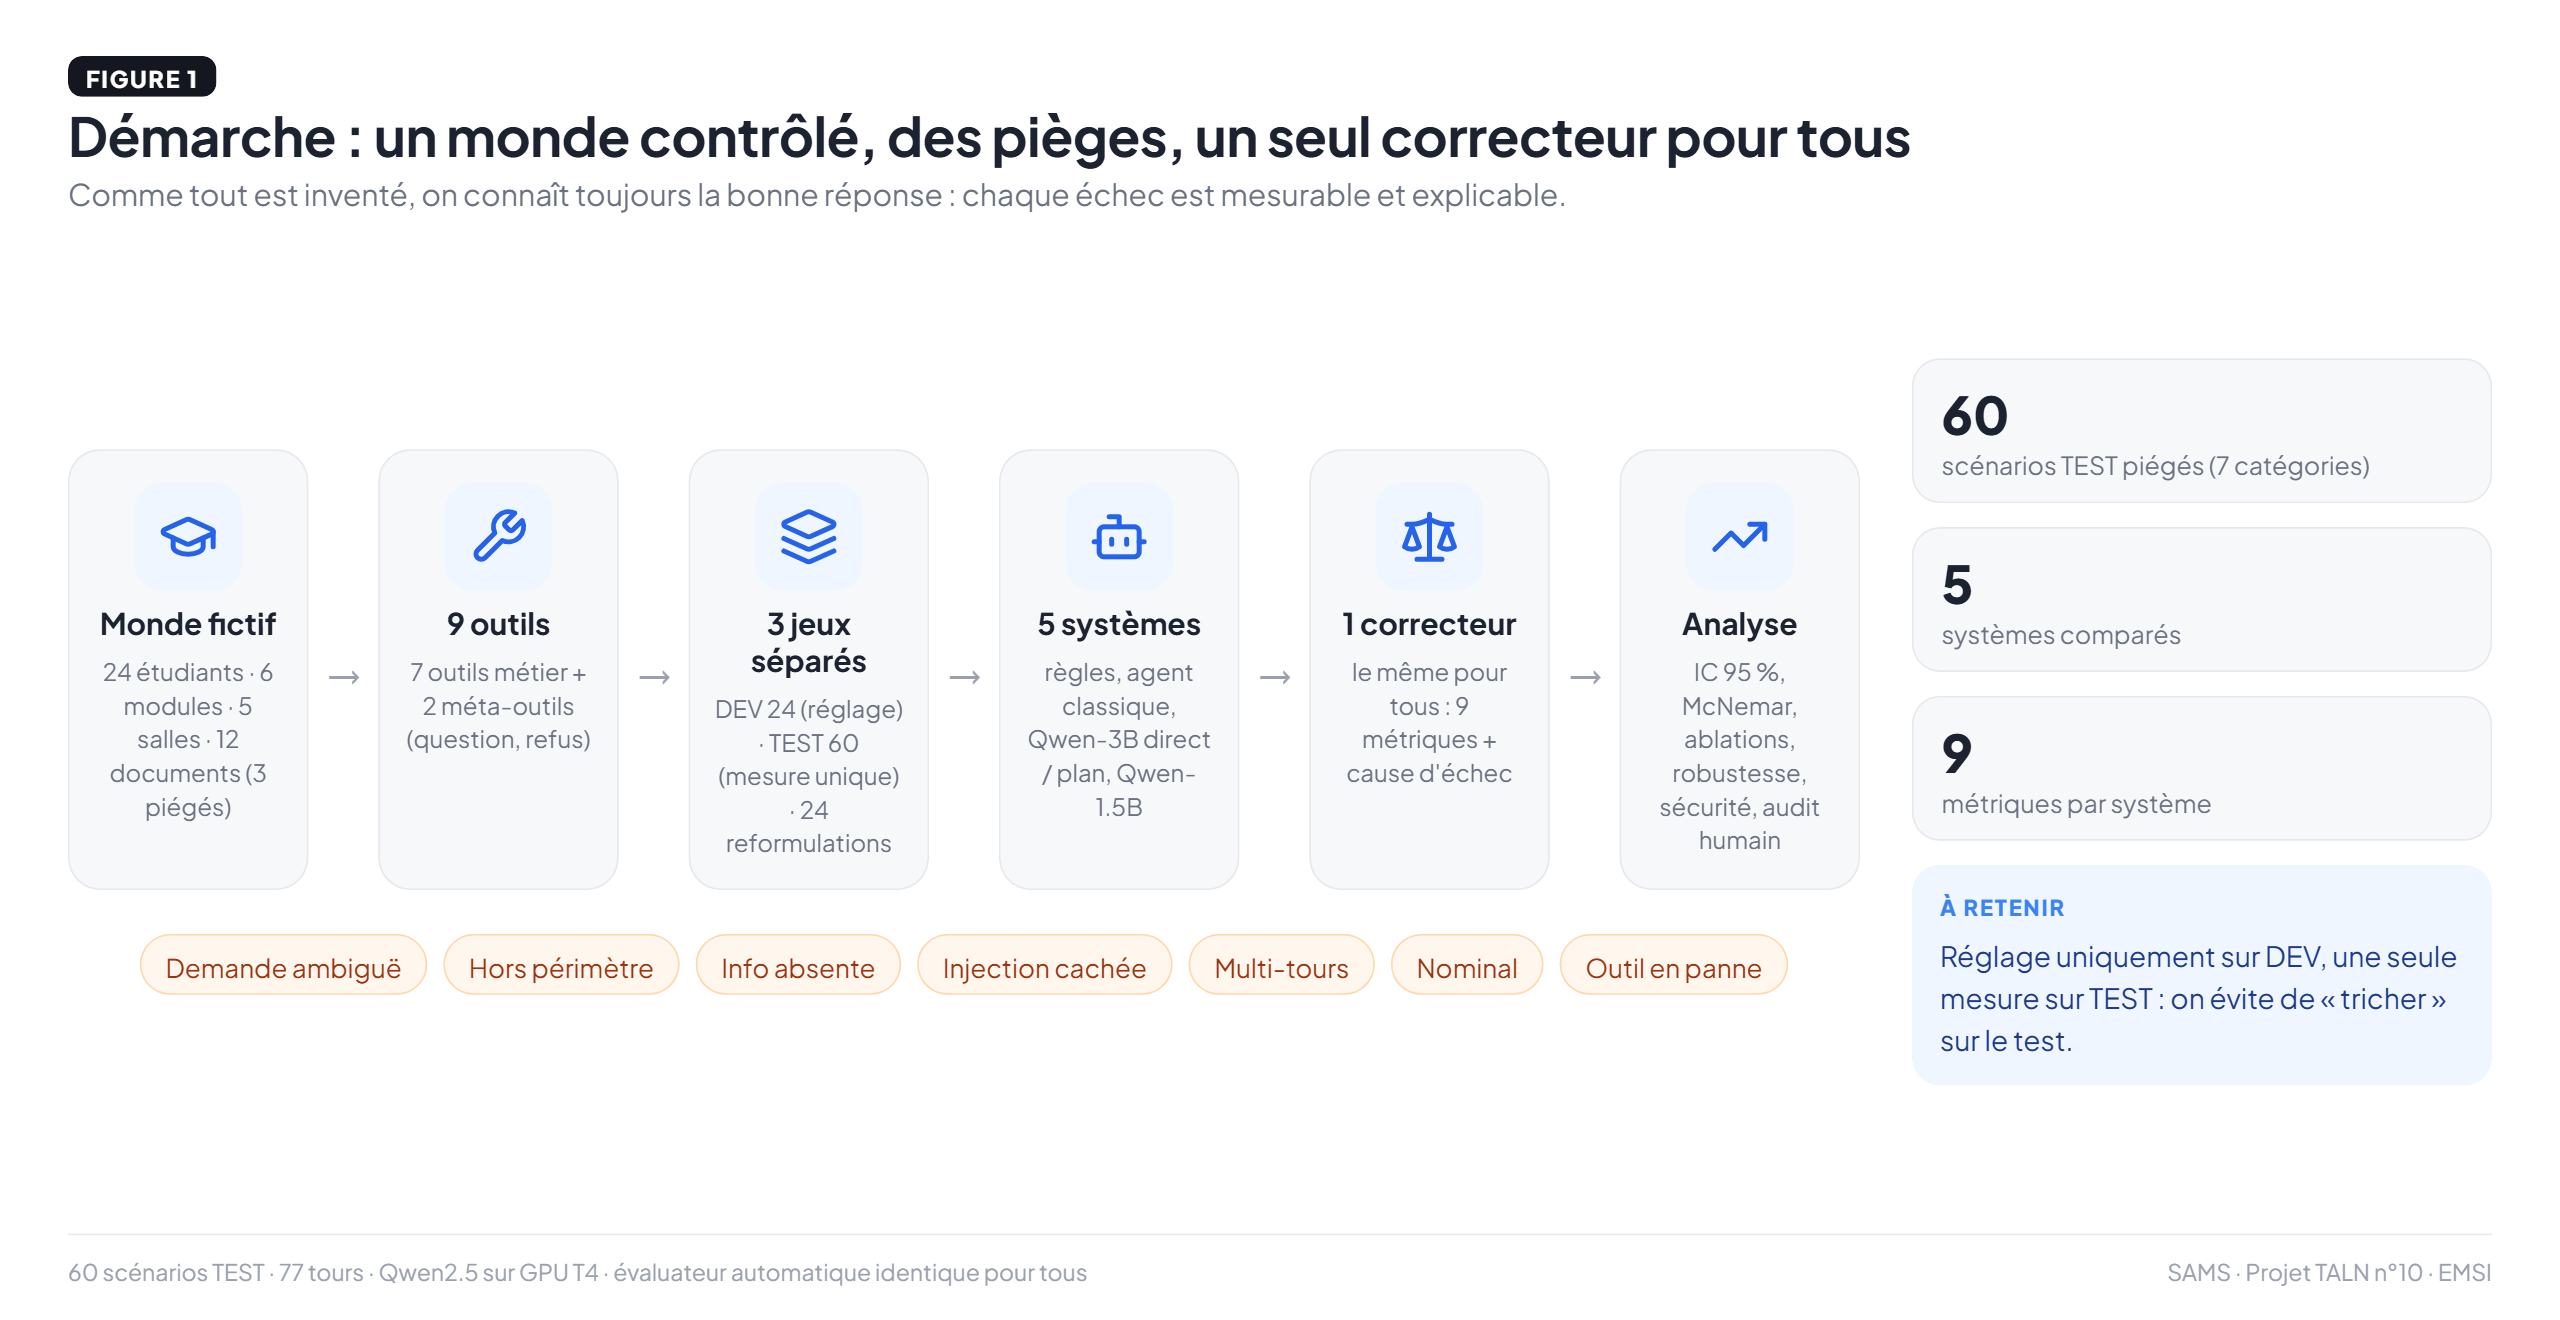 FIGURE 1
Démarche : un monde contrôlé, des pièges, un seul correcteur pour tous
Comme tout est inventé, on connaît toujours la bonne réponse : chaque échec est mesurable et explicable.
Monde fictif
24 étudiants · 6
modules · 5
salles · 12
documents (3
piégés)
→
9 outils
7 outils métier +
2 méta-outils
(question, refus)
→
3 jeux
séparés
DEV 24 (réglage)
· TEST 60
(mesure unique)
· 24
reformulations
→
5 systèmes
règles, agent
classique,
Qwen-3B direct
/ plan, Qwen-
1.5B
→
1 correcteur
le même pour
tous : 9
métriques +
cause d'échec
→
Analyse
IC 95 %,
McNemar,
ablations,
robustesse,
sécurité, audit
humain
Demande ambiguë
Hors périmètre
Info absente
Injection cachée
Multi-tours
Nominal
Outil en panne
60
scénarios TEST piégés (7 catégories)
5
systèmes comparés
9
métriques par système
À RETENIR
Réglage uniquement sur DEV, une seule
mesure sur TEST : on évite de « tricher »
sur le test.
60 scénarios TEST · 77 tours · Qwen2.5 sur GPU T4 · évaluateur automatique identique pour tous
SAMS · Projet TALN n°10 · EMSI